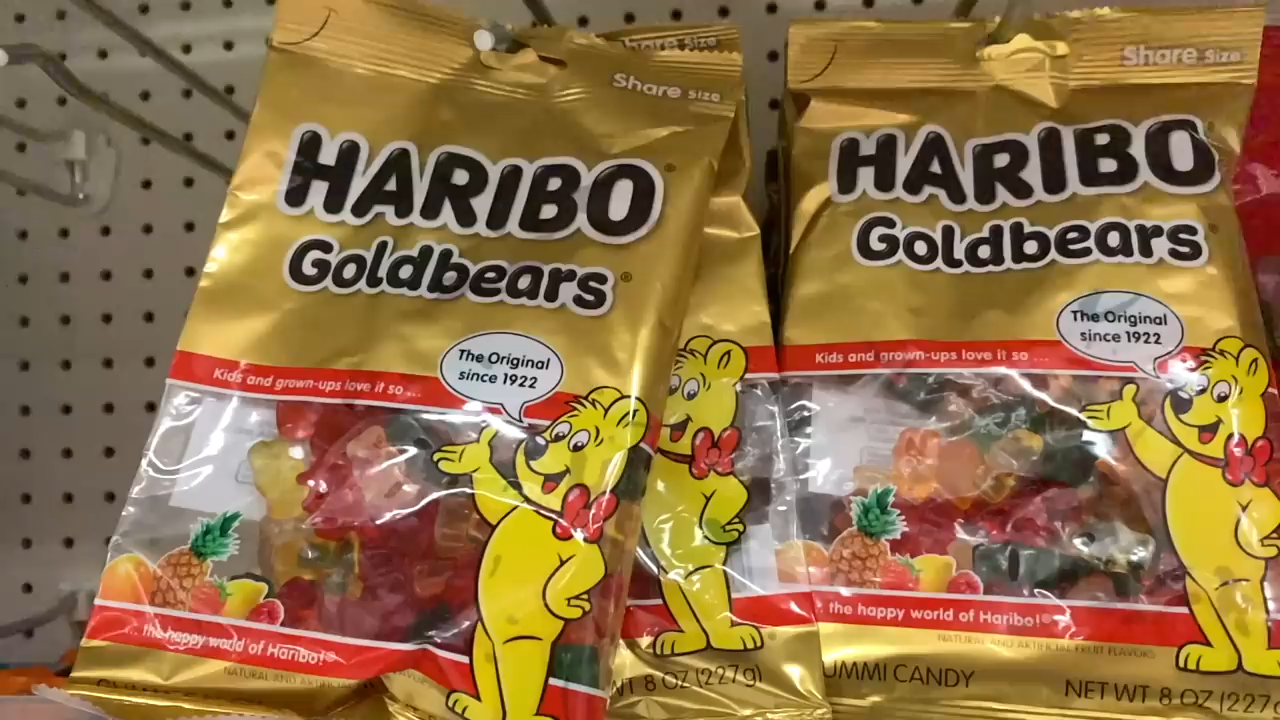 Share Size
HARIBO
Goldbears®
The Original
since 1922
Kids and grown-ups love it so ...
... the happy world of Haribo!®
NATURAL AND ARTIFICIAL
Share Size
NT WT 8 OZ (227g)
Share Size
HARIBO
Goldbears®
The Original
since 1922
Kids and grown-ups love it so ...
... the happy world of Haribo!®
NATURAL AND ARTIFICIAL FRUIT FLAVORS
UMMI CANDY
NET WT 8 OZ (227